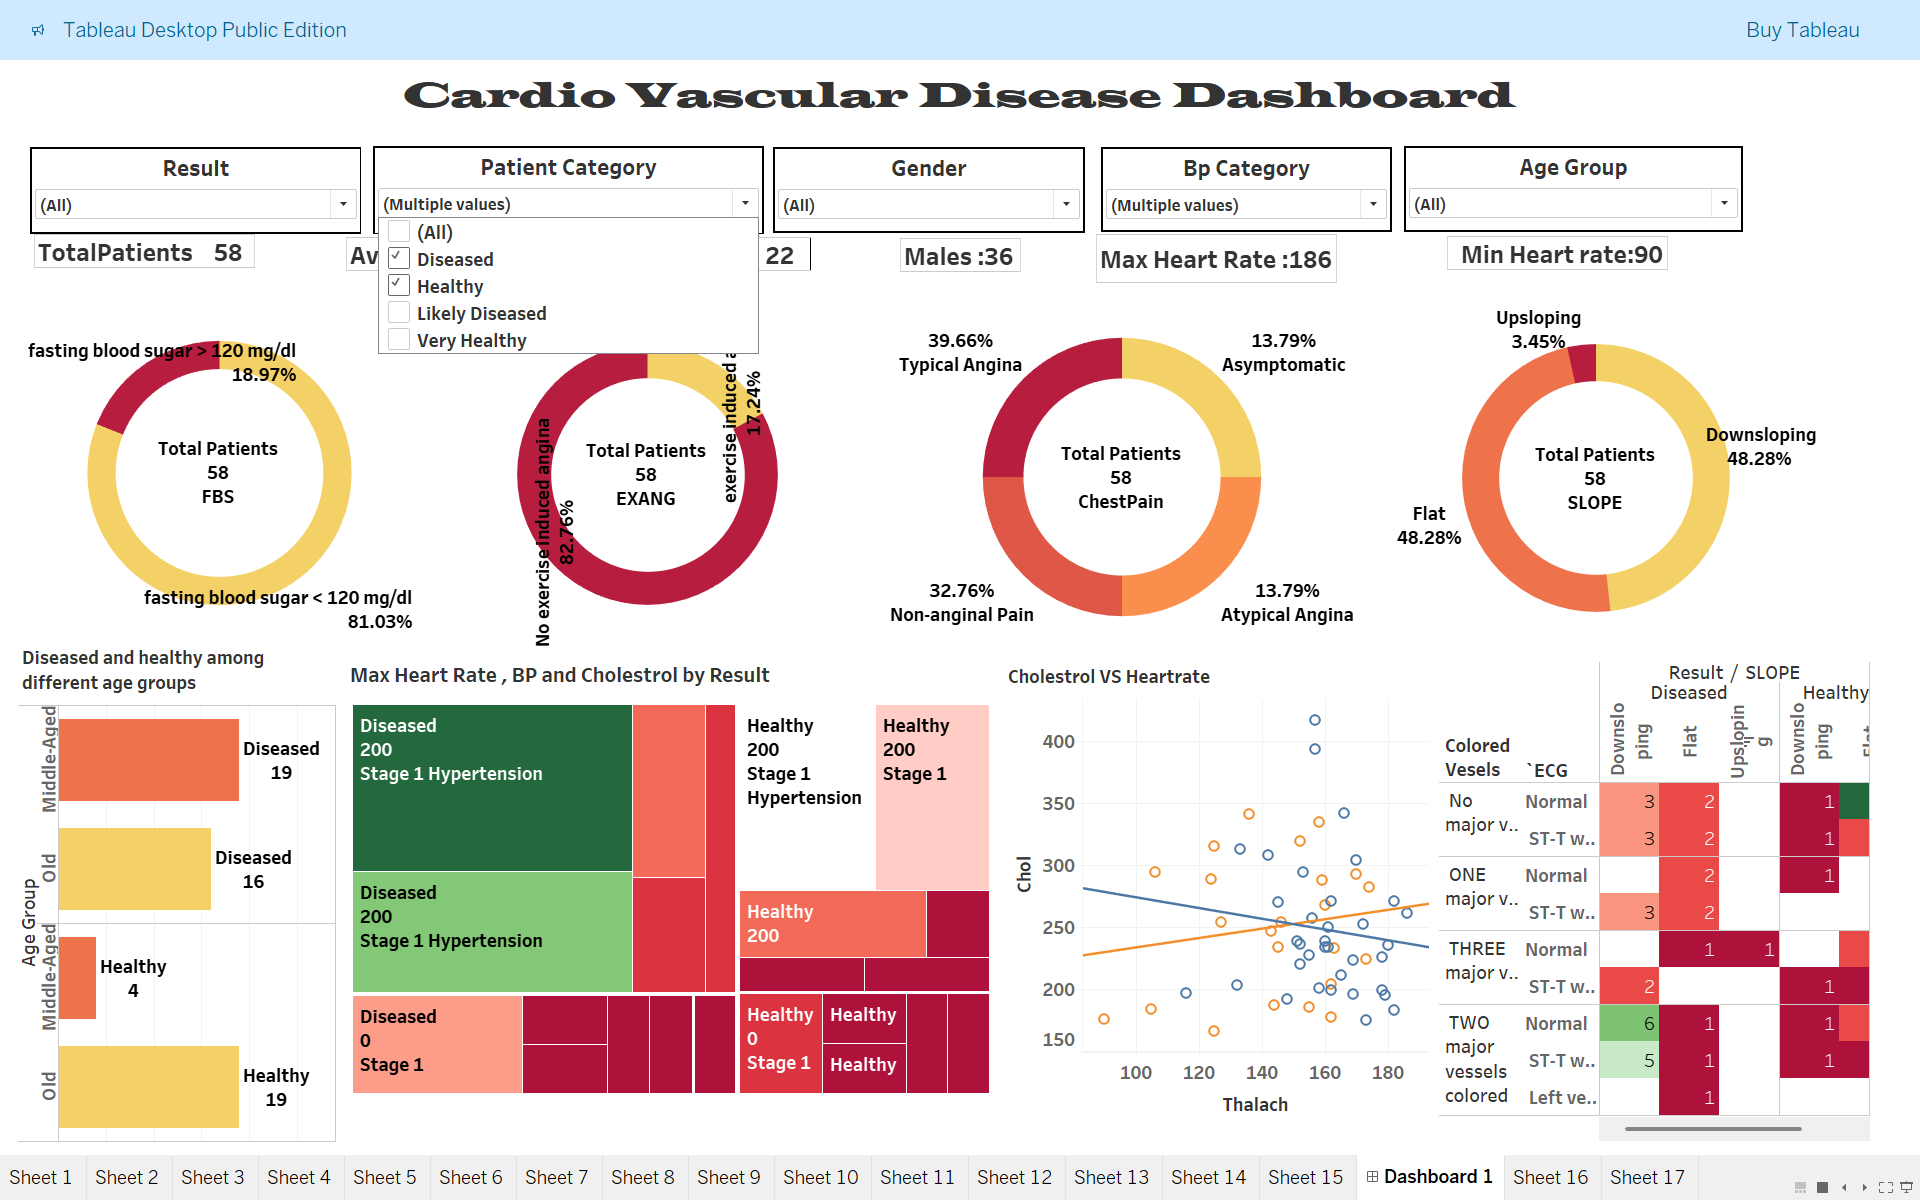 Tableau Desktop Public Edition
Buy Tableau
Cardio Vascular Disease Dashboard
Result
(All)
Patient Category
(Multiple values)
Gender
(All)
Bp Category
(Multiple values)
Age Group
(All)
(All)
Diseased
Healthy
Likely Diseased
Very Healthy
TotalPatients 58
Av
22
Males :36
Max Heart Rate :186
Min Heart rate:90
fasting blood sugar > 120 mg/dl
18.97%
Total Patients
58
FBS
fasting blood sugar < 120 mg/dl
81.03%
exercise induced
17.24%
Total Patients
58
EXANG
No exercise induced angina
82.76%
39.66%
Typical Angina
13.79%
Asymptomatic
Total Patients
58
ChestPain
32.76%
Non-anginal Pain
13.79%
Atypical Angina
Upsloping
3.45%
Downsloping
48.28%
Total Patients
58
SLOPE
Flat
48.28%
Diseased and healthy among
different age groups
Age Group
Middle-Aged
Diseased
19
Old
Diseased
16
Middle-Aged
Healthy
4
Old
Healthy
19
Max Heart Rate , BP and Cholestrol by Result
Diseased
200
Stage 1 Hypertension
Diseased
200
Stage 1 Hypertension
Diseased
0
Stage 1
Healthy
200
Stage 1
Hypertension
Healthy
200
Stage 1
Healthy
200
Healthy
0
Stage 1
Healthy
Healthy
Cholestrol VS Heartrate
Chol
400
350
300
250
200
150
100 120 140 160 180
Thalach
Result / SLOPE
Diseased Healthy
Colored
Vesels
`ECG
Downslo
ping
Flat
Upslopin
g
Downslo
ping
Flat
No
major v..
Normal 3 2 1
ST-T w.. 3 2 1
ONE
major v..
Normal 2 1
ST-T w.. 3 2
THREE
major v..
Normal 1 1
ST-T w.. 2 1
TWO
major
vessels
colored
Normal 6 1 1
ST-T w.. 5 1 1
Left ve.. 1
Sheet 1 Sheet 2 Sheet 3 Sheet 4 Sheet 5 Sheet 6 Sheet 7 Sheet 8 Sheet 9 Sheet 10 Sheet 11 Sheet 12 Sheet 13 Sheet 14 Sheet 15 Dashboard 1 Sheet 16 Sheet 17